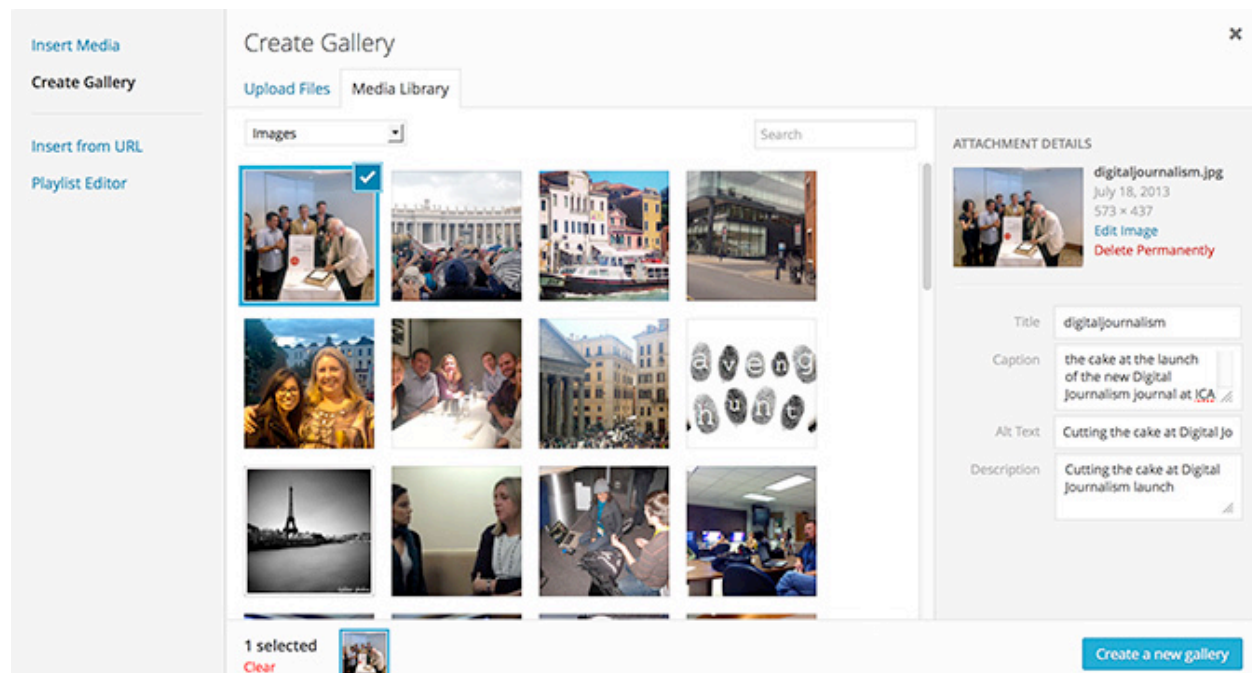 Insert Media
Create Gallery
Insert from URL
Playlist Editor
Create Gallery
Upload Files
Media Library
Images
Search
a v e n g
h u n t
1 selected
Clear
ATTACHMENT DETAILS
digitaljournalism.jpg
July 18, 2013
573 × 437
Edit Image
Delete Permanently
Title
digitaljournalism
Caption
the cake at the launch
of the new Digital
Journalism journal at ICA
Alt Text
Cutting the cake at Digital Jo
Description
Cutting the cake at Digital
Journalism launch
Create a new gallery